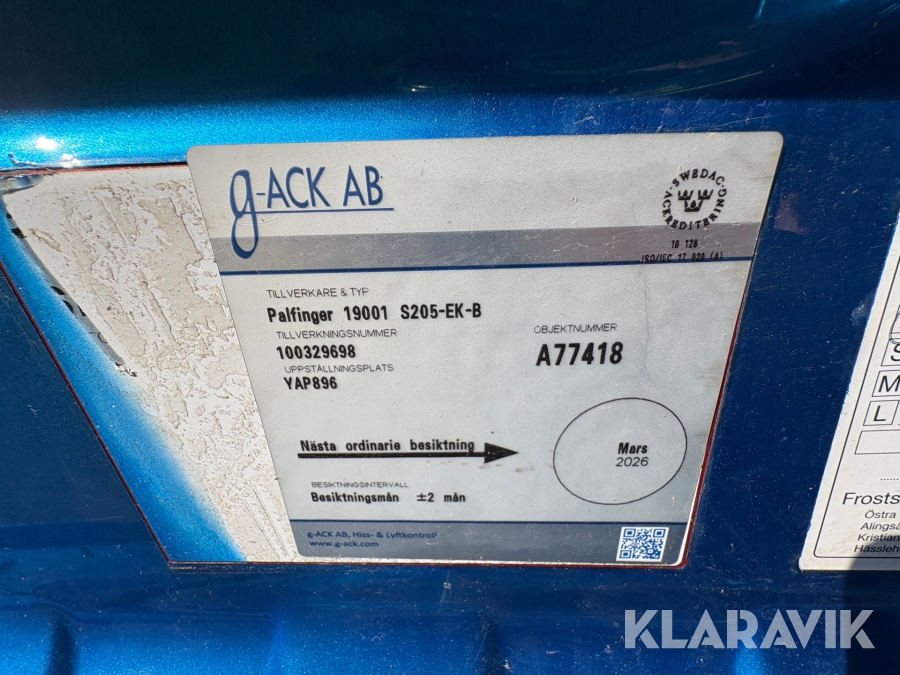 g-ACK AB
SWEDAC
ACKREDITERING
10 128
ISO/IEC 17 020 (A)
TILLVERKARE & TYP
Palfinger 19001 S205-EK-B
TILLVERKNINGSNUMMER
100329698
OBJEKTNUMMER
A77418
UPPSTÄLLNINGSPLATS
YAP896
Nästa ordinarie besiktning
Mars
2026
BESIKTNINGSINTERVALL
Besiktningsmån ±2 mån
g-ACK AB, Hiss- & Lyftkontroll
www.g-ack.com
S
M
L
Frosts
Östra
Alingså
Kristian
Hässleho
KLARAVIK